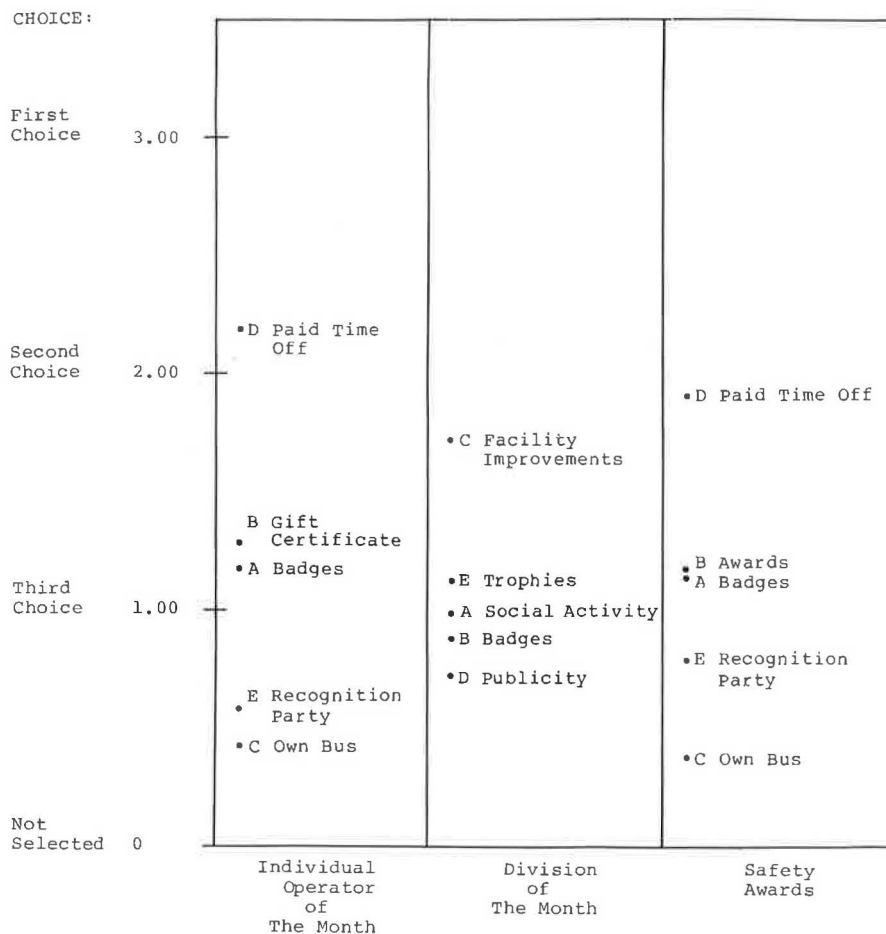 CHOICE:
First
Choice 3.00
Second
Choice 2.00
Third
Choice 1.00
Not
Selected 0
D Paid Time
Off
B Gift
Certificate
A Badges
E Recognition
Party
C Own Bus
Individual
Operator
of
The Month
C Facility
Improvements
E Trophies
A Social Activity
B Badges
D Publicity
Division
of
The Month
D Paid Time Off
B Awards
A Badges
E Recognition
Party
C Own Bus
Safety
Awards